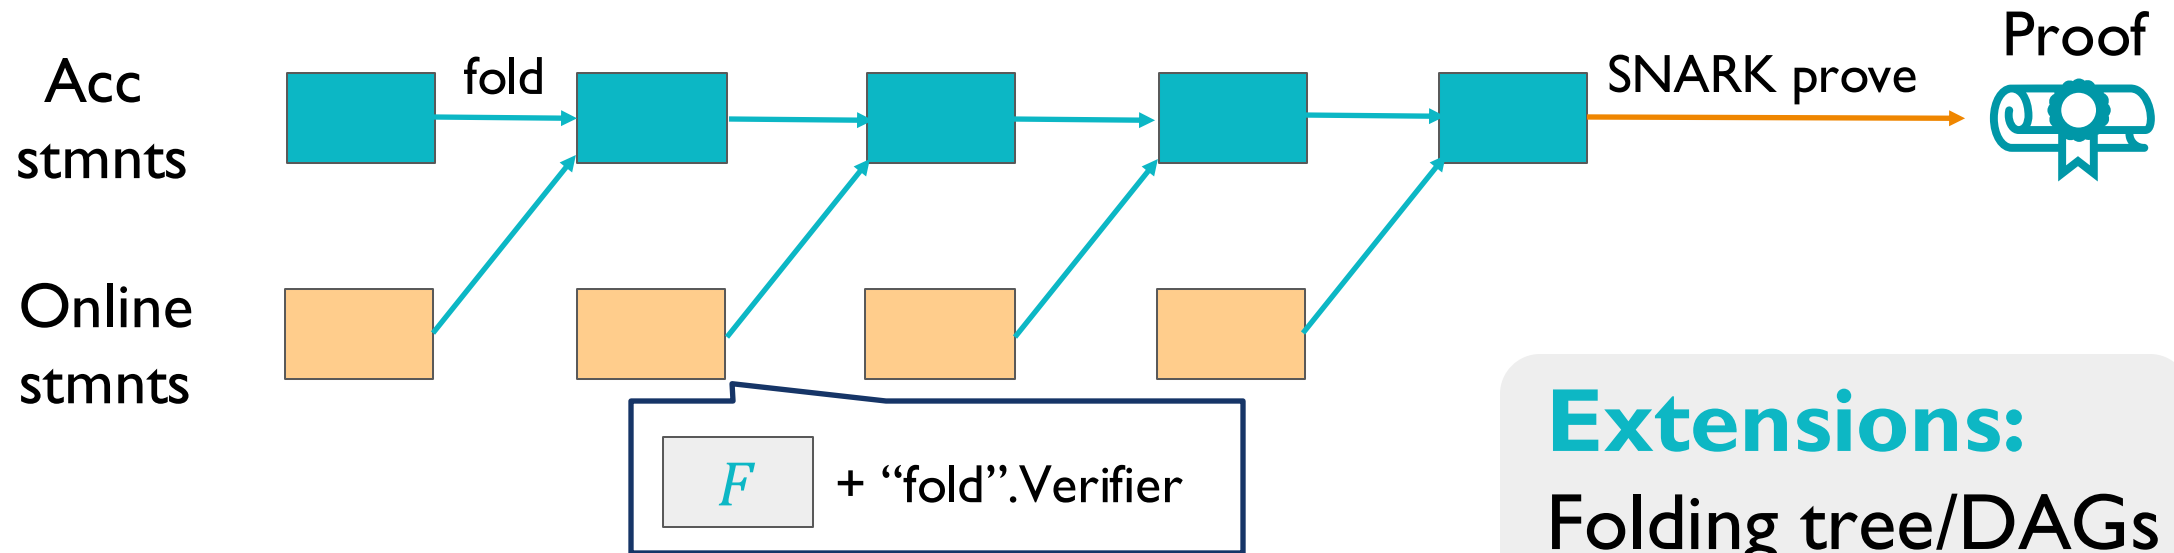 Acc
stmnts
fold
SNARK prove
Proof
Online
stmnts
F + “fold”.Verifier
Extensions:
Folding tree/DAGs